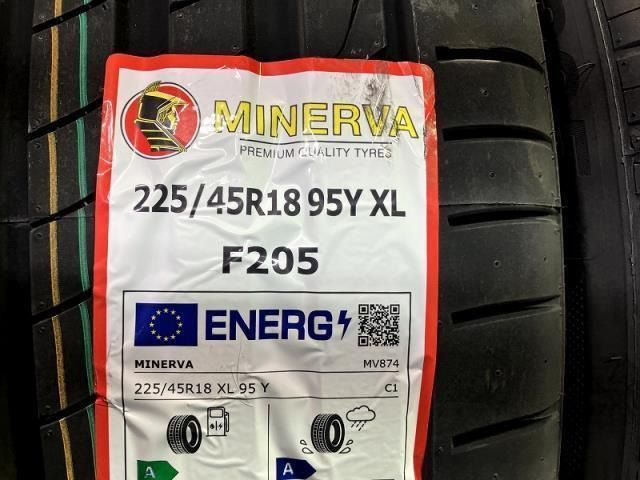 MINERVA
PREMIUM QUALITY TYRES
225/45R18 95Y XL
F205
ENERG
MINERVA MV874
225/45R18 XL 95 Y C1
A A